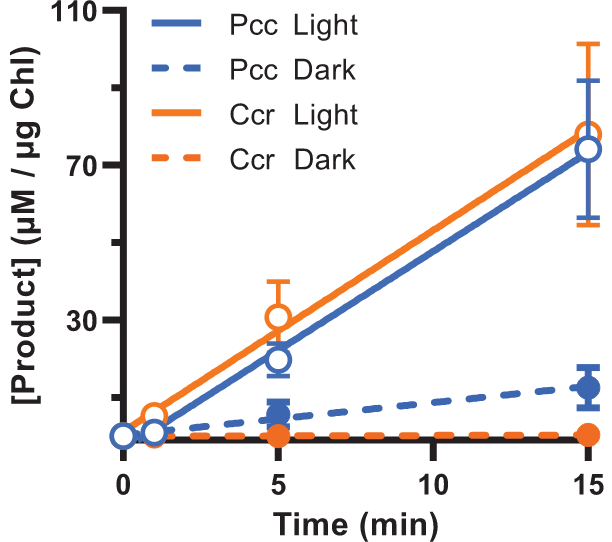 110
Pcc Light
Pcc Dark
Ccr Light
Ccr Dark
70
30
[Product] (μM / μg Chl)
0
5
10
15
Time (min)